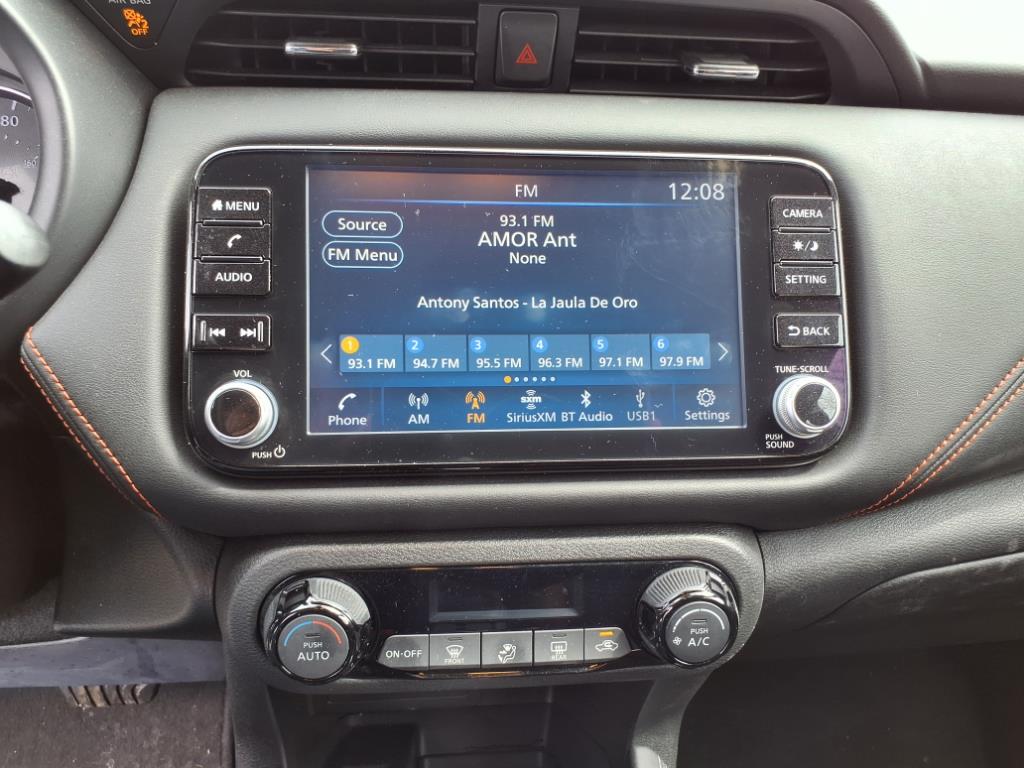 AIR BAG
OFF
80
160
MENU
AUDIO
VOL
PUSH
FM
12:08
Source
FM Menu
93.1 FM
AMOR Ant
None
Antony Santos - La Jaula De Oro
1 2 3 4 5 6
93.1 FM 94.7 FM 95.5 FM 96.3 FM 97.1 FM 97.9 FM
Phone AM FM SiriusXM BT Audio USB1 Settings
sxm
CAMERA
SETTING
BACK
TUNE·SCROLL
PUSH
SOUND
PUSH
AUTO
ON·OFF
FRONT
REAR
PUSH
A/C